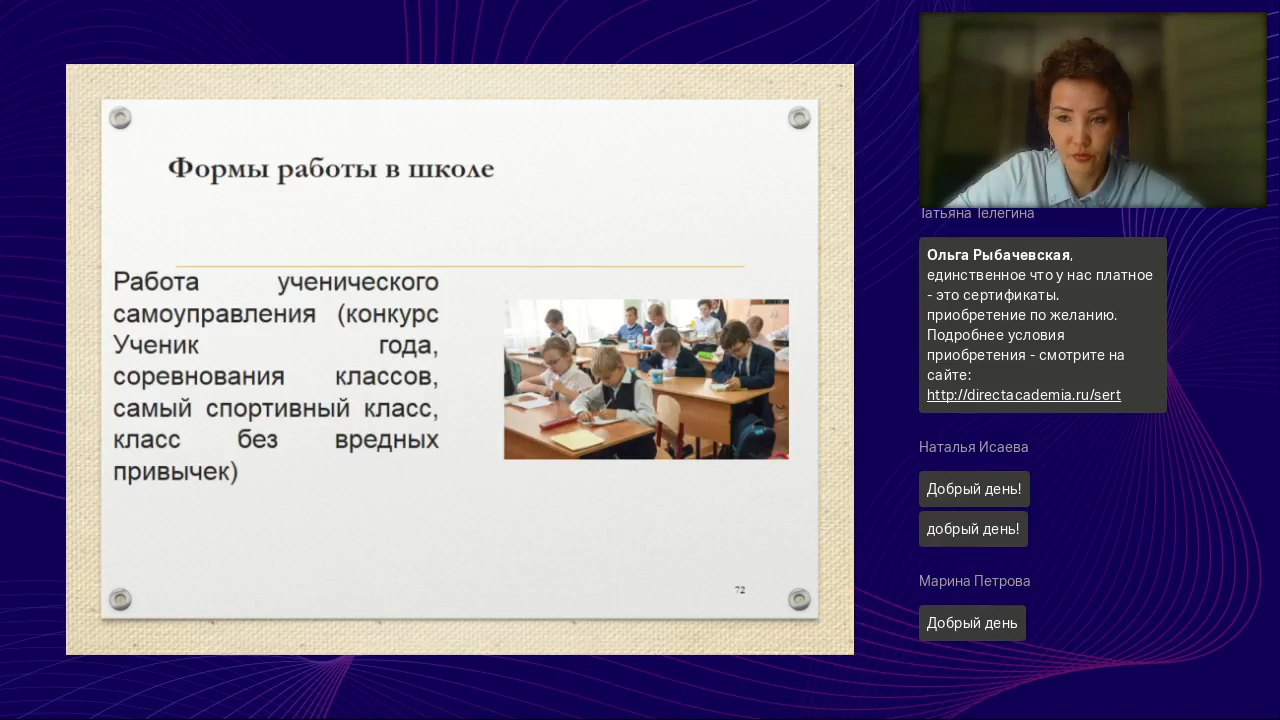 Формы работы в школе
Работа ученического
самоуправления (конкурс
Ученик года,
соревнования классов,
самый спортивный класс,
класс без вредных
привычек)
72
Татьяна Телегина
Ольга Рыбачевская,
единственное что у нас платное
- это сертификаты.
приобретение по желанию.
Подробнее условия
приобретения - смотрите на
сайте:
http://directacademia.ru/sert
Наталья Исаева
Добрый день!
добрый день!
Марина Петрова
Добрый день